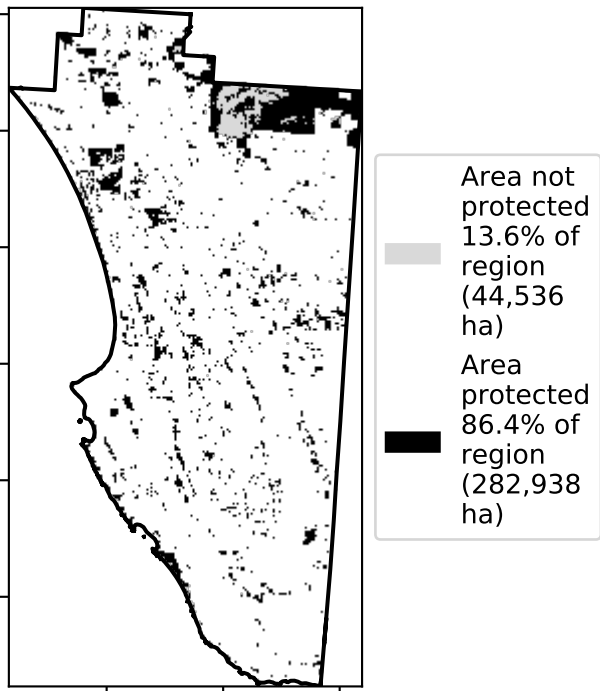 Area not
protected
13.6% of
region
(44,536
ha)
Area
protected
86.4% of
region
(282,938
ha)